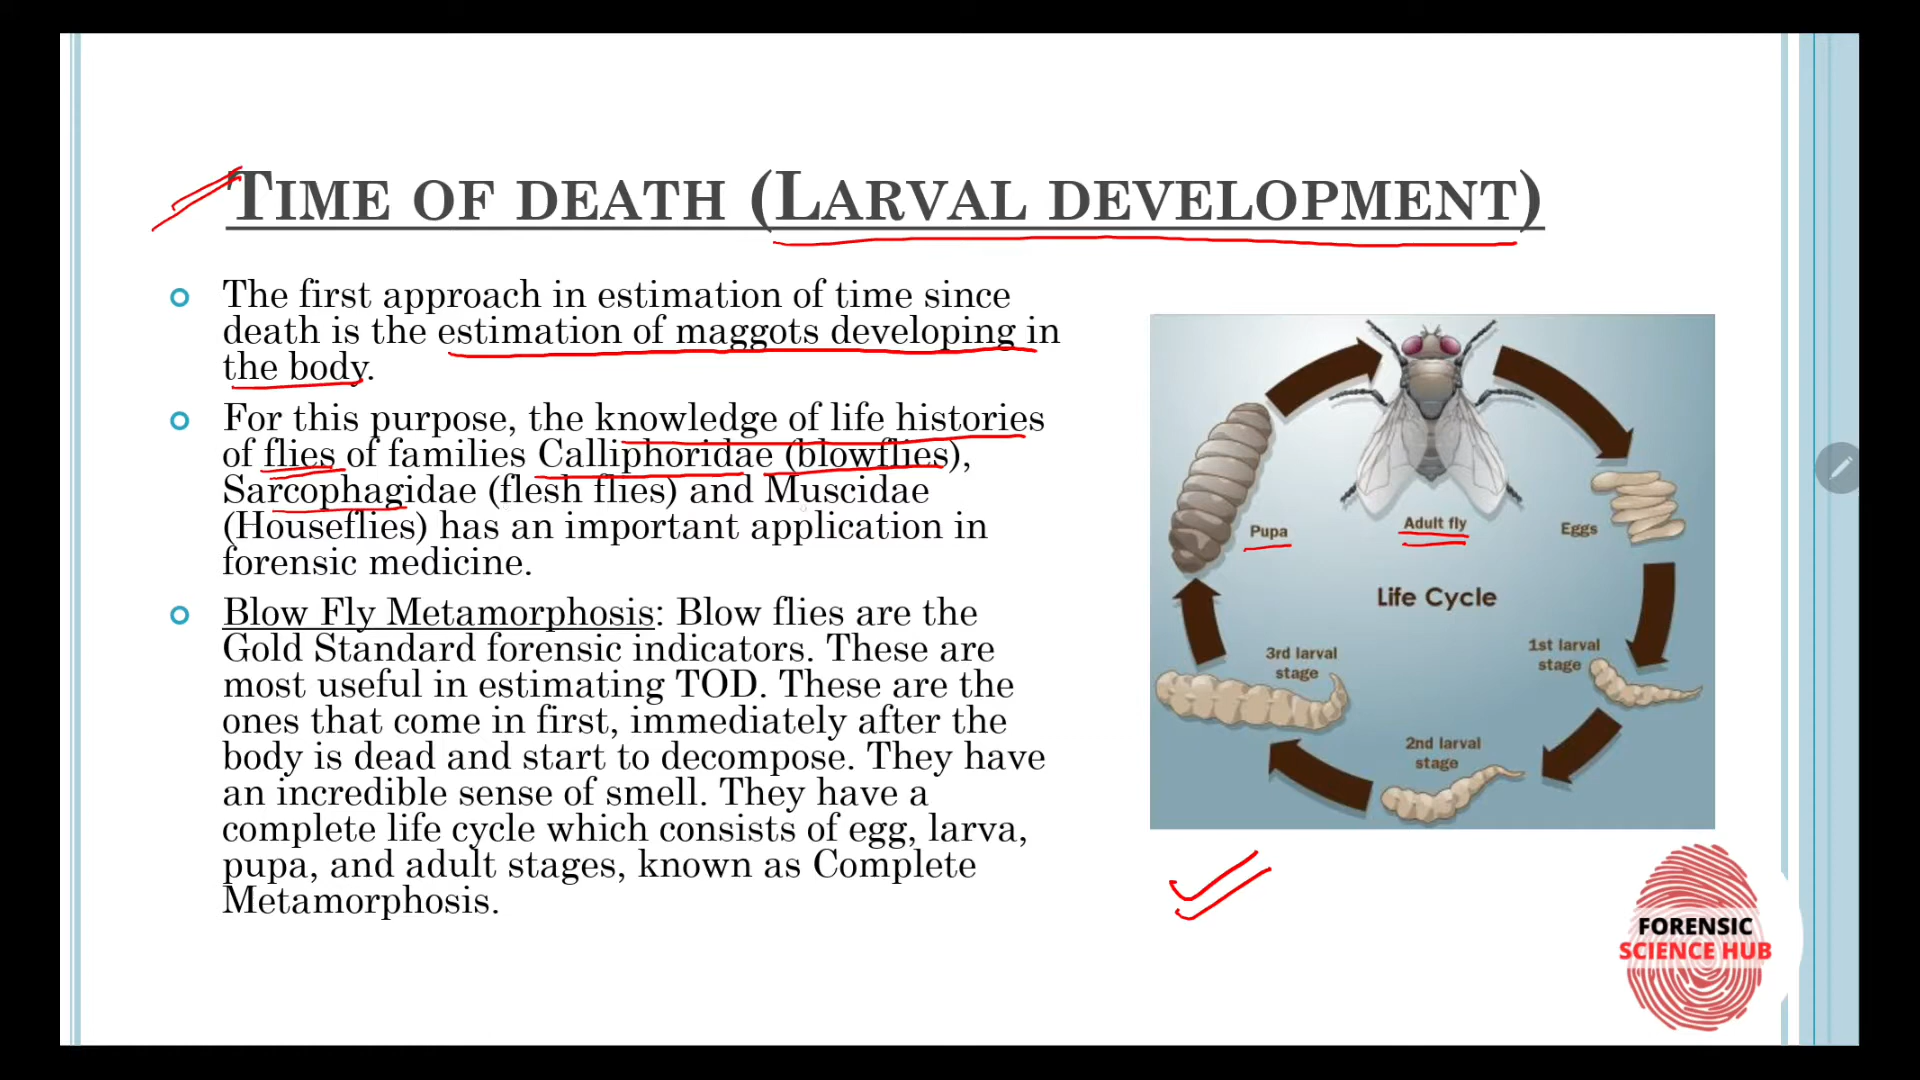 TIME OF DEATH (LARVAL DEVELOPMENT)
The first approach in estimation of time since
death is the estimation of maggots developing in
the body.
For this purpose, the knowledge of life histories
of flies of families Calliphoridae (blowflies),
Sarcophagidae (flesh flies) and Muscidae
(Houseflies) has an important application in
forensic medicine.
Blow Fly Metamorphosis: Blow flies are the
Gold Standard forensic indicators. These are
most useful in estimating TOD. These are the
ones that come in first, immediately after the
body is dead and start to decompose. They have
an incredible sense of smell. They have a
complete life cycle which consists of egg, larva,
pupa, and adult stages, known as Complete
Metamorphosis.
Adult fly
Eggs
Pupa
Life Cycle
1st larval
stage
3rd larval
stage
2nd larval
stage
FORENSIC
SCIENCE HUB